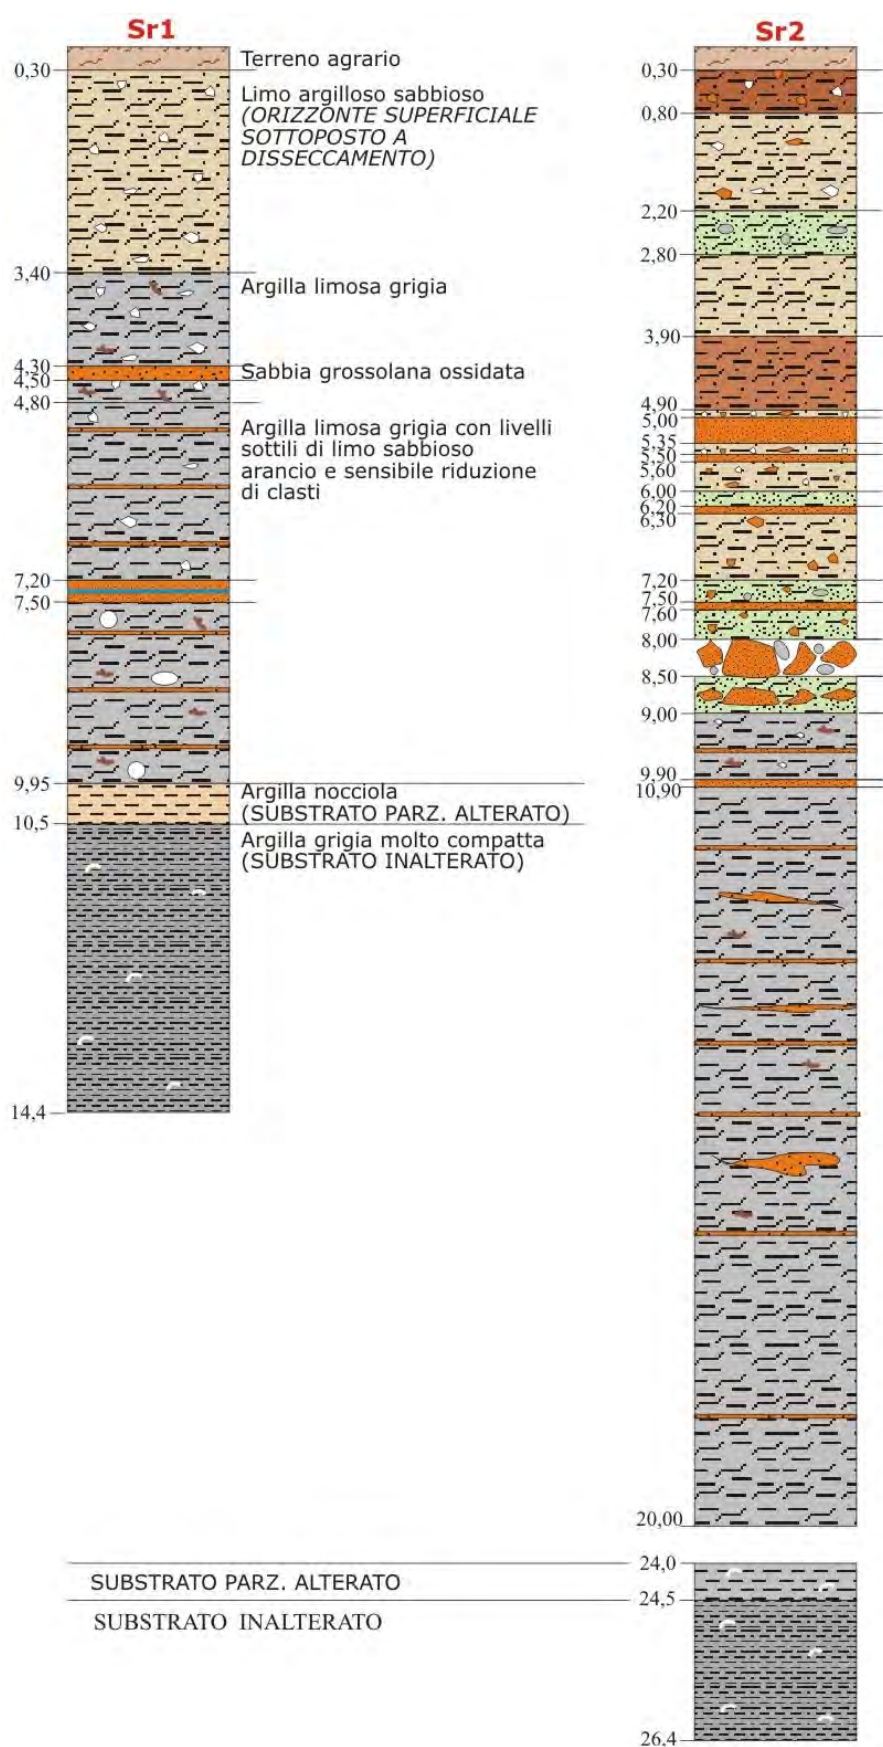 Sr1
0,30
3,40
4,30
4,50
4,80
7,20
7,50
9,95
10,5
14,4
Terreno agrario
Limo argilloso sabbioso
(ORIZZONTE SUPERFICIALE
SOTTOPOSTO A
DISSECCAMENTO)
Argilla limosa grigia
Sabbia grossolana ossidata
Argilla limosa grigia con livelli
sottili di limo sabbioso
arancio e sensibile riduzione
di clasti
Argilla nocciola
(SUBSTRATO PARZ. ALTERATO)
Argilla grigia molto compatta
(SUBSTRATO INALTERATO)
Sr2
0,30
0,80
2,20
2,80
3,90
4,90
5,00
5,35
5,60
6,00
6,20
6,30
7,20
7,50
7,60
8,00
8,50
9,00
9,90
10,90
20,00
24,0
24,5
26,4
SUBSTRATO PARZ. ALTERATO
SUBSTRATO INALTERATO